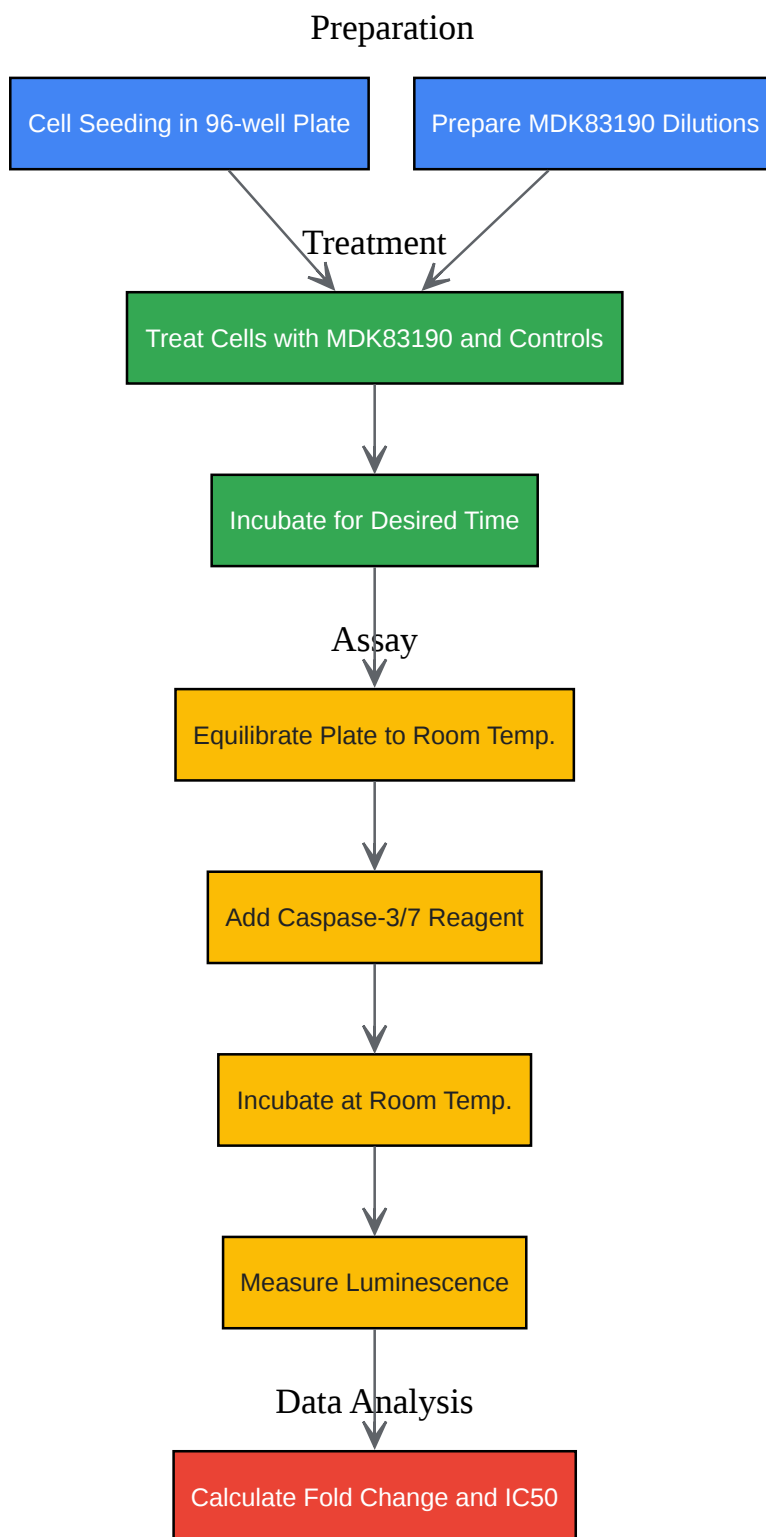 Preparation
Cell Seeding in 96-well Plate
Prepare MDK83190 Dilutions
Treatment
Treat Cells with MDK83190 and Controls
Incubate for Desired Time
Assay
Equilibrate Plate to Room Temp.
Add Caspase-3/7 Reagent
Incubate at Room Temp.
Measure Luminescence
Data Analysis
Calculate Fold Change and IC50